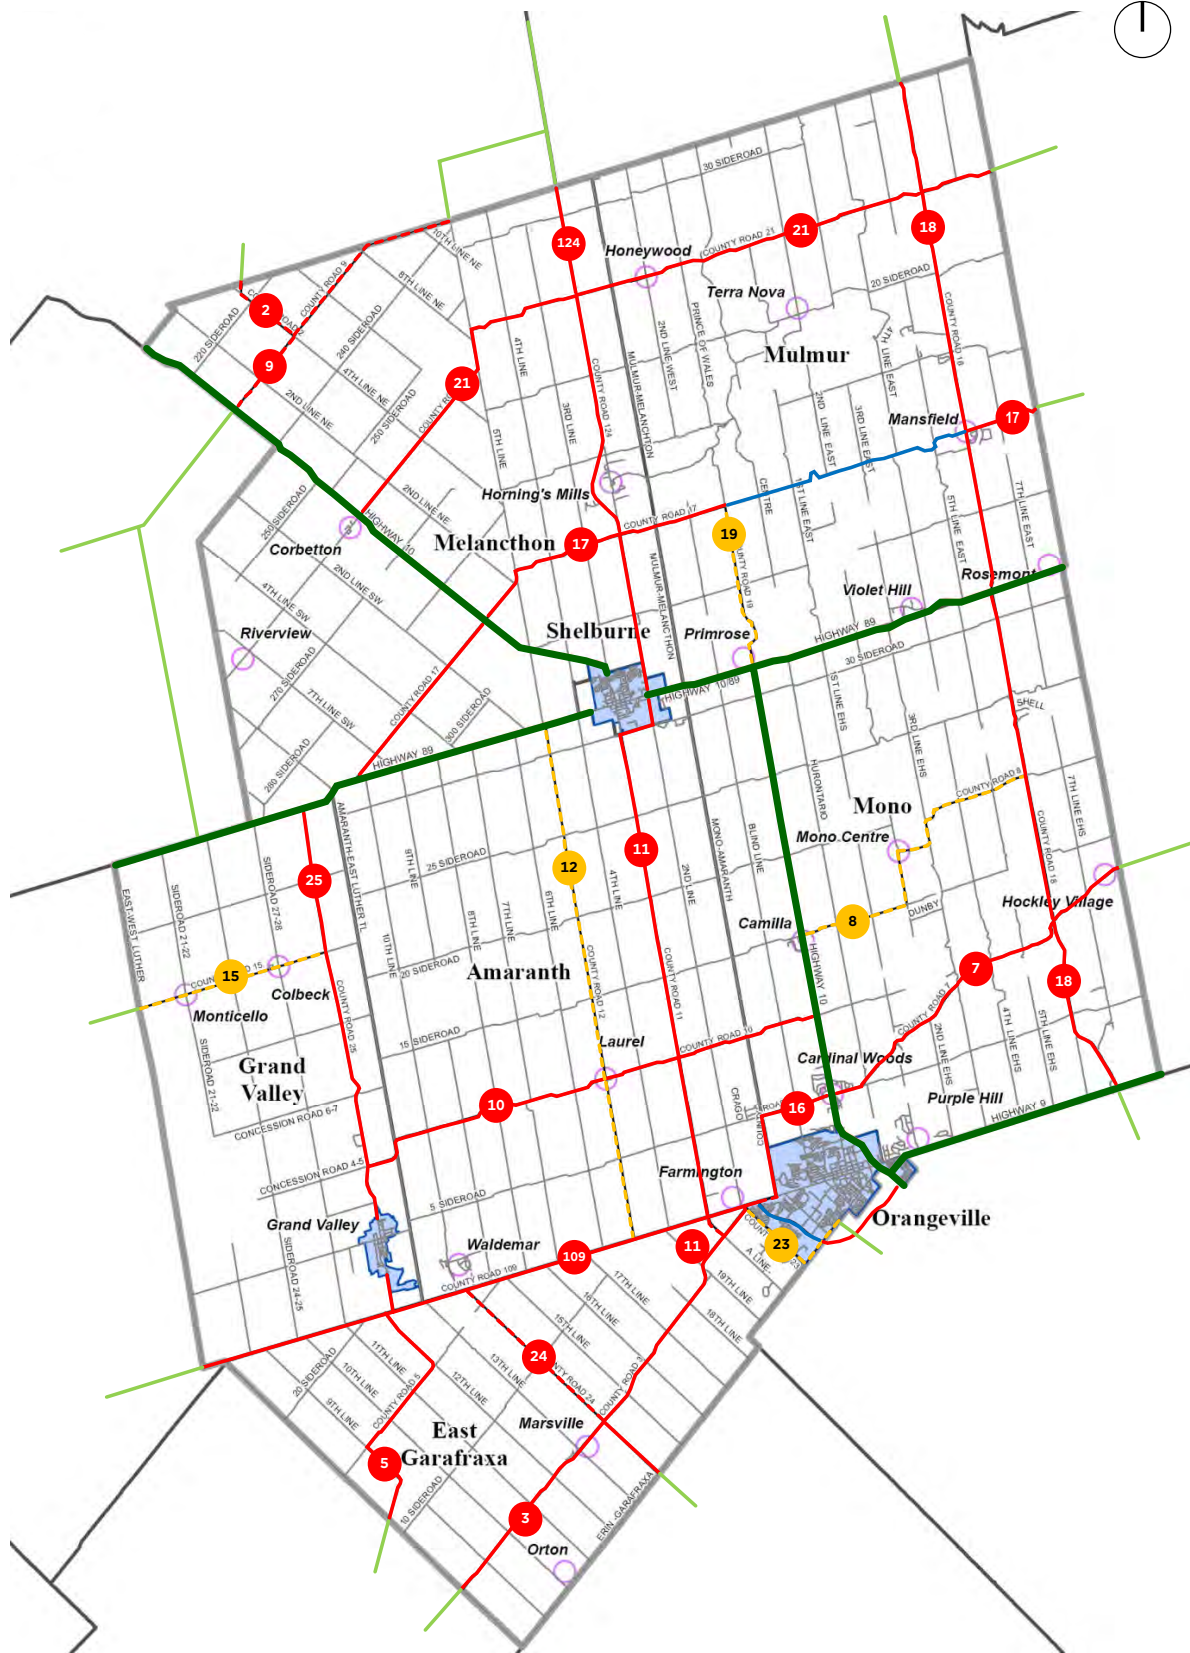 30 SIDEROAD
10TH LINE NE
124
18
21
COUNTY ROAD 21
Honeywood
8TH LINE NE
COUNTY ROAD 9
20 SIDEROAD
Terra Nova
2
220 SIDEROAD
240 SIDEROAD
COUNTY ROAD 18
PRINCE OF WALES
2ND LINE WEST
4TH LINE
4TH LINE EAST
Mulmur
MULMUR-MELANCHTON
9
4TH LINE NE
21
COUNTY ROAD 124
2ND LINE NE
250 SIDEROAD
3RD LINE
2ND LINE EAST
3RD LINE EAST
Mansfield
17
5TH LINE
Horning's Mills
CENTRE
1ST LINE EAST
5TH LINE EAST
7TH LINE EAST
2ND LINE NE
250 SIDEROAD
HIGHWAY 10
COUNTY ROAD 17
Corbetton
Melancthon
17
19
COUNTY ROAD 19
MULMUR-MELANCTHON
2ND LINE SW
4TH LINE SW
Rosemont
Violet Hill
Riverview
Shelburne
Primrose
HIGHWAY 89
30 SIDEROAD
270 SIDEROAD
7TH LINE SW
COUNTY ROAD 17
300 SIDEROAD
HIGHWAY 10/89
1ST LINE EHS
SHELL
3RD LINE EHS
HIGHWAY 89
280 SIDEROAD
HURONTARIO
COUNTY ROAD 8
7TH LINE EHS
Mono
AMARANTH-EAST LUTHER TL
MONO-AMARANTH
BLIND LINE
Mono Centre
COUNTY ROAD 18
11
9TH LINE
25 SIDEROAD
12
4TH LINE
2ND LINE
25
EAST-WEST LUTHER
SIDEROAD 21-22
SIDEROAD 27-28
8TH LINE
7TH LINE
6TH LINE
Hockley Village
DUNBY
8
Camilla
10TH LINE
20 SIDEROAD
Amaranth
COUNTY ROAD 12
COUNTY ROAD 11
HIGHWAY 10
7
18
15
Colbeck
Monticello
COUNTY ROAD 25
COUNTY ROAD 7
15 SIDEROAD
COUNTY ROAD 10
Laurel
2ND LINE EHS
4TH LINE EHS
5TH LINE EHS
SIDEROAD 21-22
Grand
Valley
Cardinal Woods
Purple Hill
HIGHWAY 9
CRAGO
16
10
CONCESSION ROAD 6-7
CONCESSION ROAD 4-5
Farmington
5 SIDEROAD
Grand Valley
Orangeville
SIDEROAD 24-25
Waldemar
109
11
23
A LINE
COUNTY ROAD 109
17TH LINE
16TH LINE
19TH LINE
18TH LINE
15TH LINE
20 SIDEROAD
11TH LINE
10TH LINE
9TH LINE
13TH LINE
12TH LINE
24
COUNTY ROAD 5
COUNTY ROAD 3
Marsville
East
Garafraxa
5
10 SIDEROAD
3
ERIN-GARAFRAXA
Orton